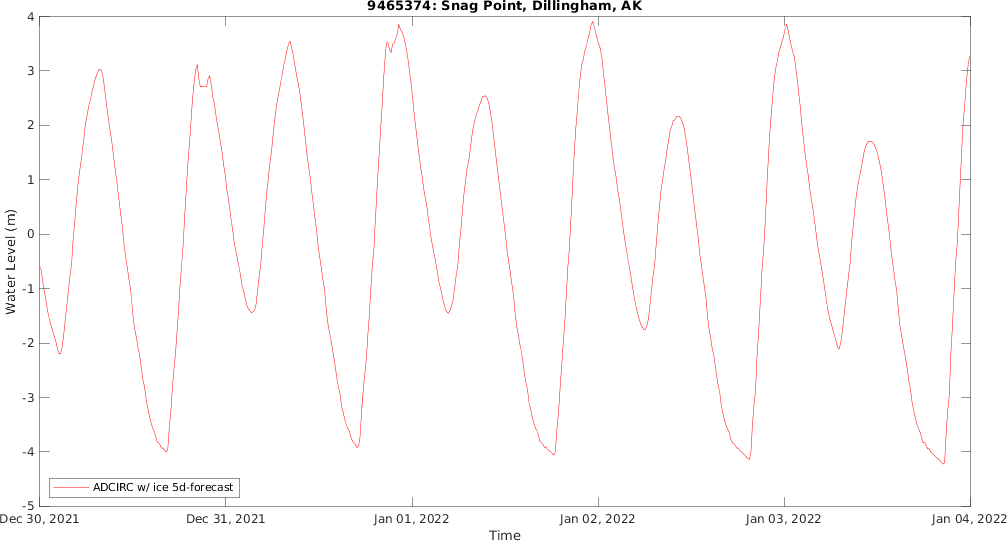 9465374: Snag Point, Dillingham, AK
4
3
2
1
0
-1
-2
-3
-4
-5
Water Level (m)
ADCIRC w/ ice 5d-forecast
Dec 30, 2021 Dec 31, 2021 Jan 01, 2022 Jan 02, 2022 Jan 03, 2022 Jan 04, 2022
Time